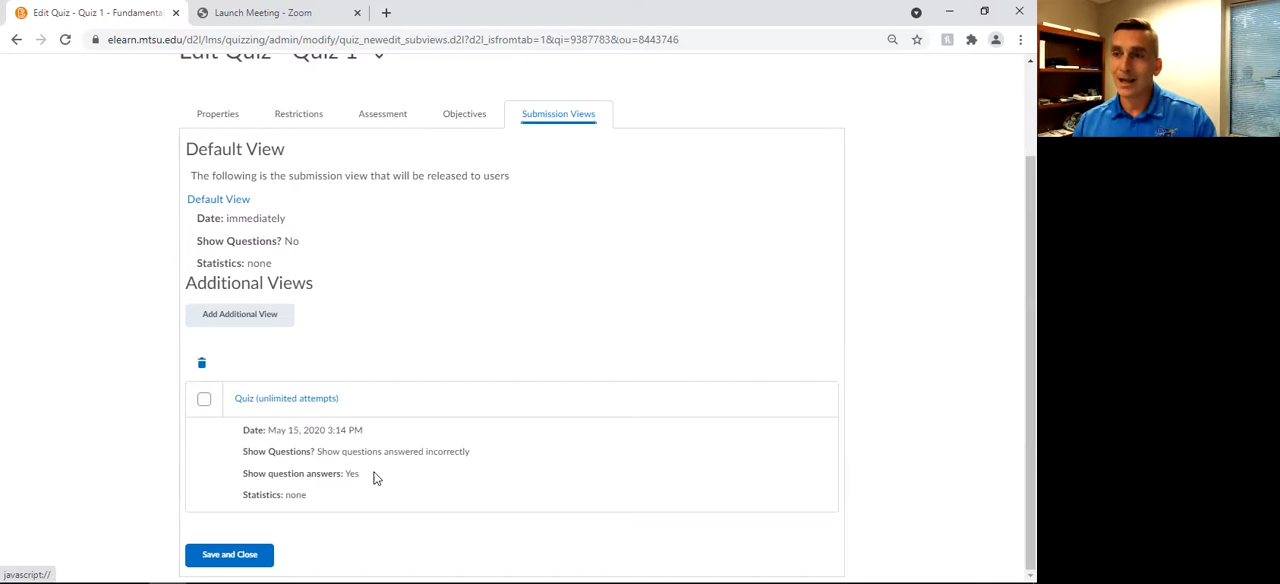 Edit Quiz - Quiz 1 - Fundamenta
Launch Meeting - Zoom
elearn.mtsu.edu/d2l/lms/quizzing/admin/modify/quiz_newedit_subviews.d2l?d2l_isfromtab=1&qi=9387783&ou=8443746
Edit Quiz - Quiz 1
Properties
Restrictions
Assessment
Objectives
Submission Views
Default View
The following is the submission view that will be released to users
Default View
Date: immediately
Show Questions? No
Statistics: none
Additional Views
Add Additional View
Quiz (unlimited attempts)
Date: May 15, 2020 3:14 PM
Show Questions? Show questions answered incorrectly
Show question answers: Yes
Statistics: none
Save and Close
javascript://